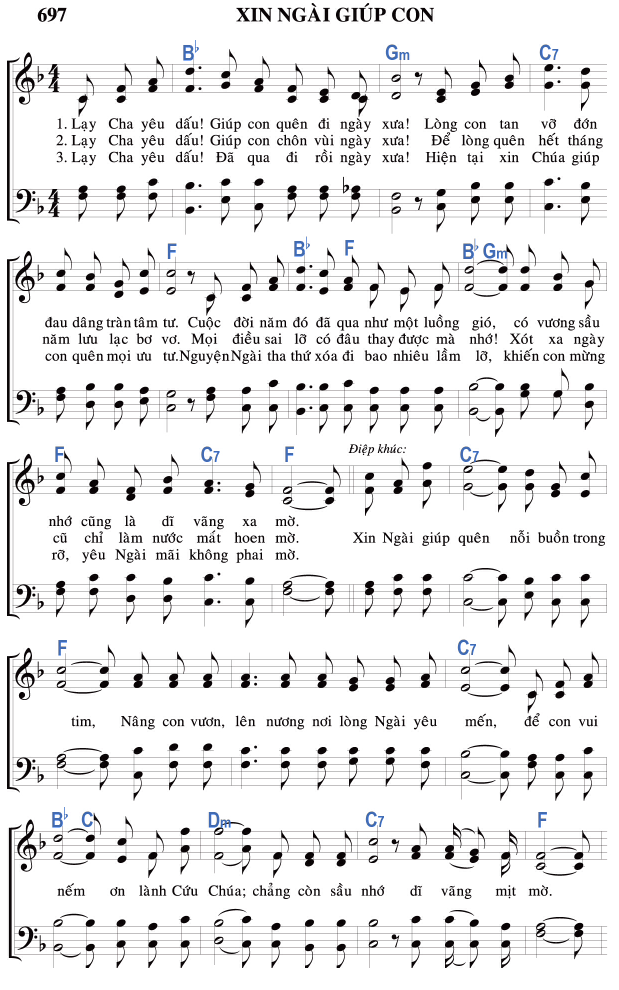 697 XIN NGÀI GIÚP CON
B♭ Gm C7
1. Lạy Cha yêu dấu! Giúp con quên đi ngày xưa! Lòng con tan vỡ đớn
2. Lạy Cha yêu dấu! Giúp con chôn vùi ngày xưa! Để lòng quên hết tháng
3. Lạy Cha yêu dấu! Đã qua đi rồi ngày xưa! Hiện tại xin Chúa giúp
F B♭ F B♭ Gm
đau dâng tràn tâm tư. Cuộc đời năm đó đã qua như một luồng gió, có vương sầu
năm lưu lạc bơ vơ. Mọi điều sai lỡ có đâu thay được mà nhớ! Xót xa ngày
con quên mọi ưu tư. Nguyện Ngài tha thứ xóa đi bao nhiêu lầm lỡ, khiến con mừng
F C7 F Điệp khúc: C7
nhớ cũng là dĩ vãng xa mờ.
cũ chỉ làm nước mắt hoen mờ. Xin Ngài giúp quên nỗi buồn trong
rỡ, yêu Ngài mãi không phai mờ.
F C7
tim, Nâng con vươn, lên nương nơi lòng Ngài yêu mến, để con vui
B♭ C Dm C7 F
nếm ơn lành Cứu Chúa; chẳng còn sầu nhớ dĩ vãng mịt mờ.